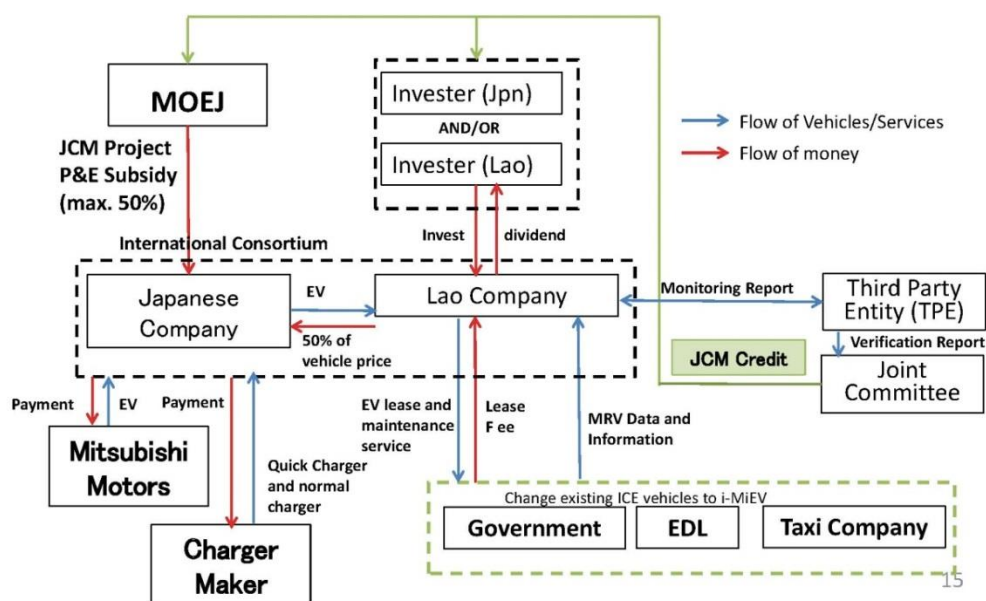 MOEJ
Invester (Jpn)
AND/OR
Invester (Lao)
Flow of Vehicles/Services
Flow of money
JCM Project
P&E Subsidy
(max. 50%)
International Consortium
Invest
dividend
Japanese
Company
EV
50% of
vehicle price
Lao Company
Monitoring Report
Third Party
Entity (TPE)
Verification Report
JCM Credit
Joint
Committee
Payment
EV
Payment
EV lease and
maintenance
service
Lease
F ee
MRV Data and
Information
Mitsubishi
Motors
Quick Charger
and normal
charger
Charger
Maker
Change existing ICE vehicles to i-MiEV
Government
EDL
Taxi Company
15